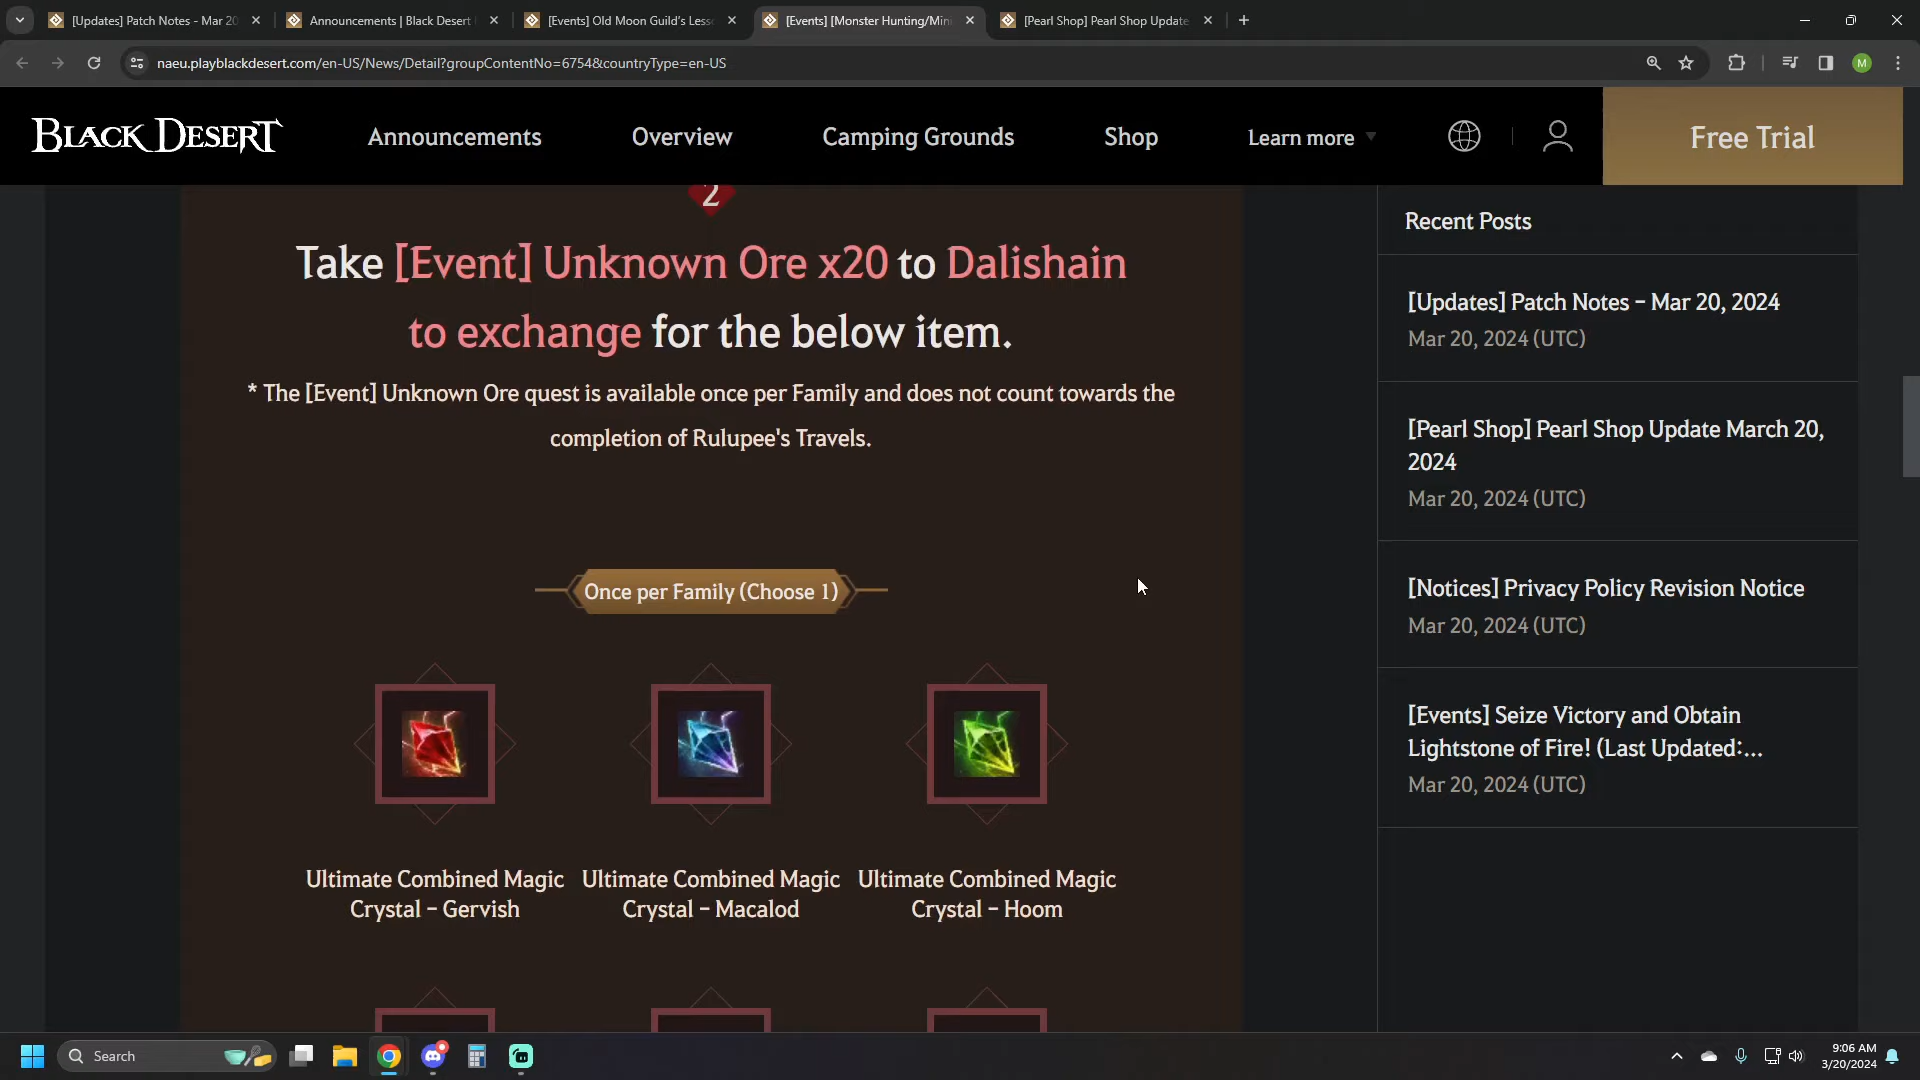 [Updates] Patch Notes - Mar 20
Announcements | Black Desert
[Events] Old Moon Guild's Less
[Events] [Monster Hunting/Min
[Pearl Shop] Pearl Shop Update
naeu.playblackdesert.com/en-US/News/Detail?groupContentNo=6754&countryType=en-US
M
BLACK DESERT
Announcements
Overview
Camping Grounds
Shop
Learn more
Free Trial
2
Take [Event] Unknown Ore x20 to Dalishain
to exchange for the below item.
* The [Event] Unknown Ore quest is available once per Family and does not count towards the
completion of Rulupee's Travels.
Once per Family (Choose 1)
Ultimate Combined Magic
Crystal – Gervish
Ultimate Combined Magic
Crystal – Macalod
Ultimate Combined Magic
Crystal – Hoom
Recent Posts
[Updates] Patch Notes – Mar 20, 2024
Mar 20, 2024 (UTC)
[Pearl Shop] Pearl Shop Update March 20,
2024
Mar 20, 2024 (UTC)
[Notices] Privacy Policy Revision Notice
Mar 20, 2024 (UTC)
[Events] Seize Victory and Obtain
Lightstone of Fire! (Last Updated:...
Mar 20, 2024 (UTC)
Search
9:06 AM
3/20/2024